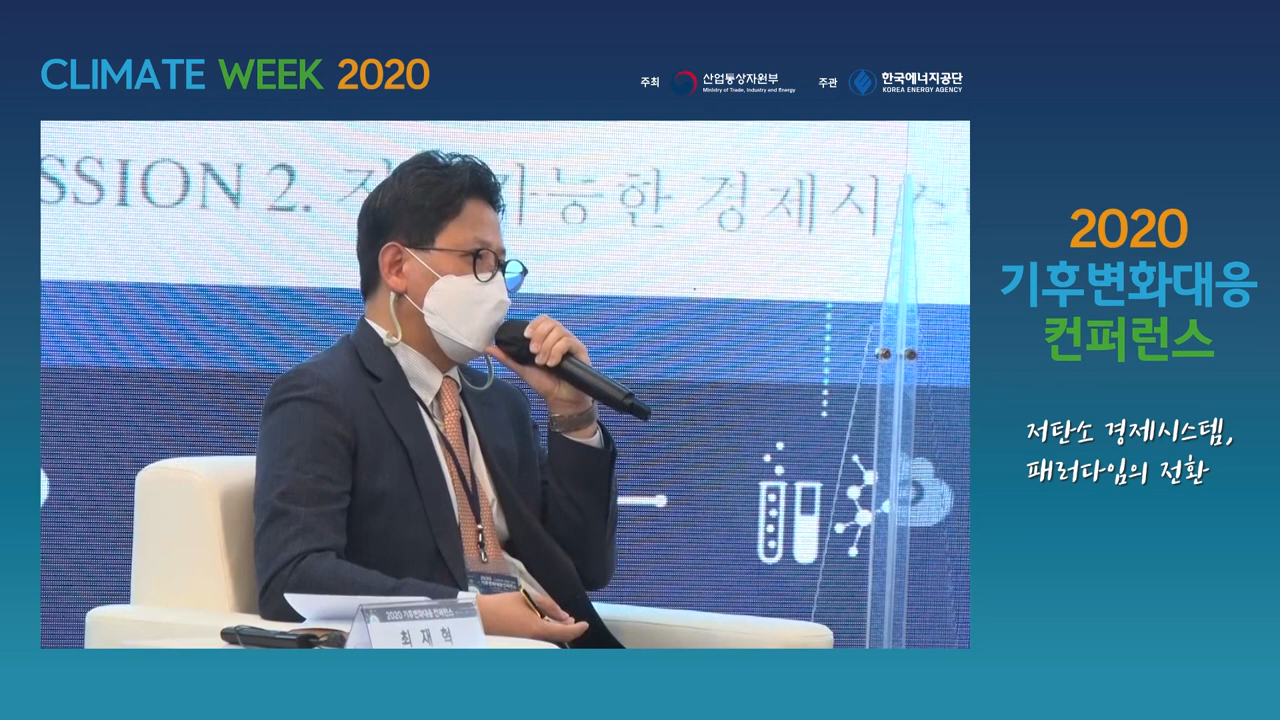 CLIMATE WEEK 2020
주최
산업통상자원부
Ministry of Trade, Industry and Energy
주관
한국에너지공단
KOREA ENERGY AGENCY
SSION 2. 가능한 경제시스
2020
기후변화대응
컨퍼런스
저탄소 경제시스템,
패러다임의 전환
2020 기후변화대응 컨퍼런스
최재혁